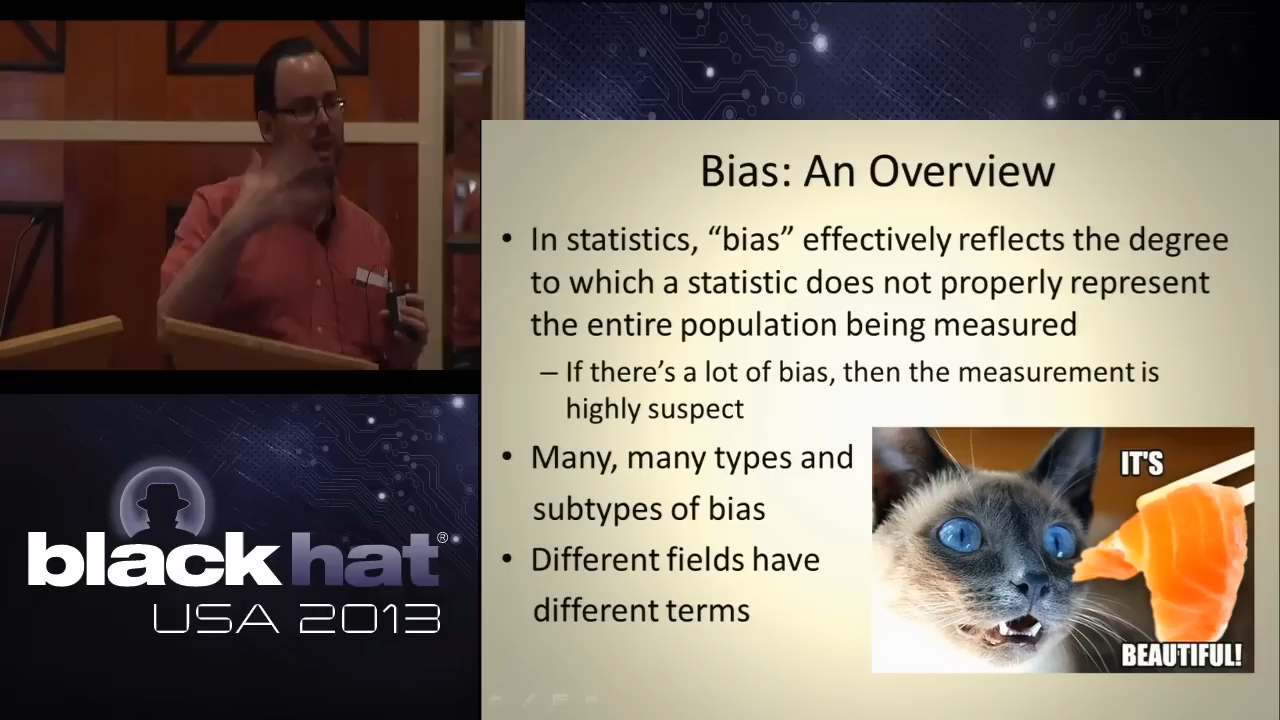 Bias: An Overview
• In statistics, “bias” effectively reflects the degree
to which a statistic does not properly represent
the entire population being measured
– If there’s a lot of bias, then the measurement is
highly suspect
• Many, many types and
subtypes of bias
• Different fields have
different terms
IT'S
BEAUTIFUL!
black hat®
USA 2013